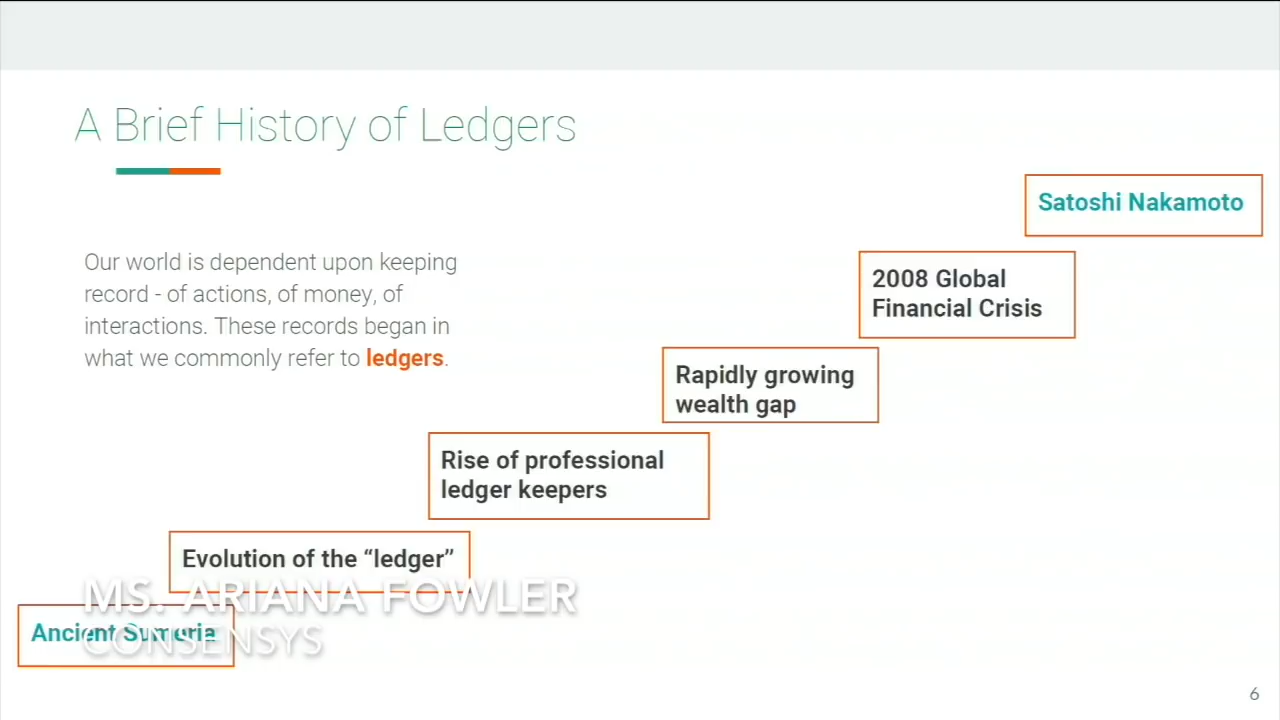 A Brief History of Ledgers
Satoshi Nakamoto
Our world is dependent upon keeping
record - of actions, of money, of
interactions. These records began in
what we commonly refer to ledgers.
2008 Global
Financial Crisis
Rapidly growing
wealth gap
Rise of professional
ledger keepers
Evolution of the “ledger”
MS. ARIANA FOWLER
Ancient Sumeria
CONSENSYS
6